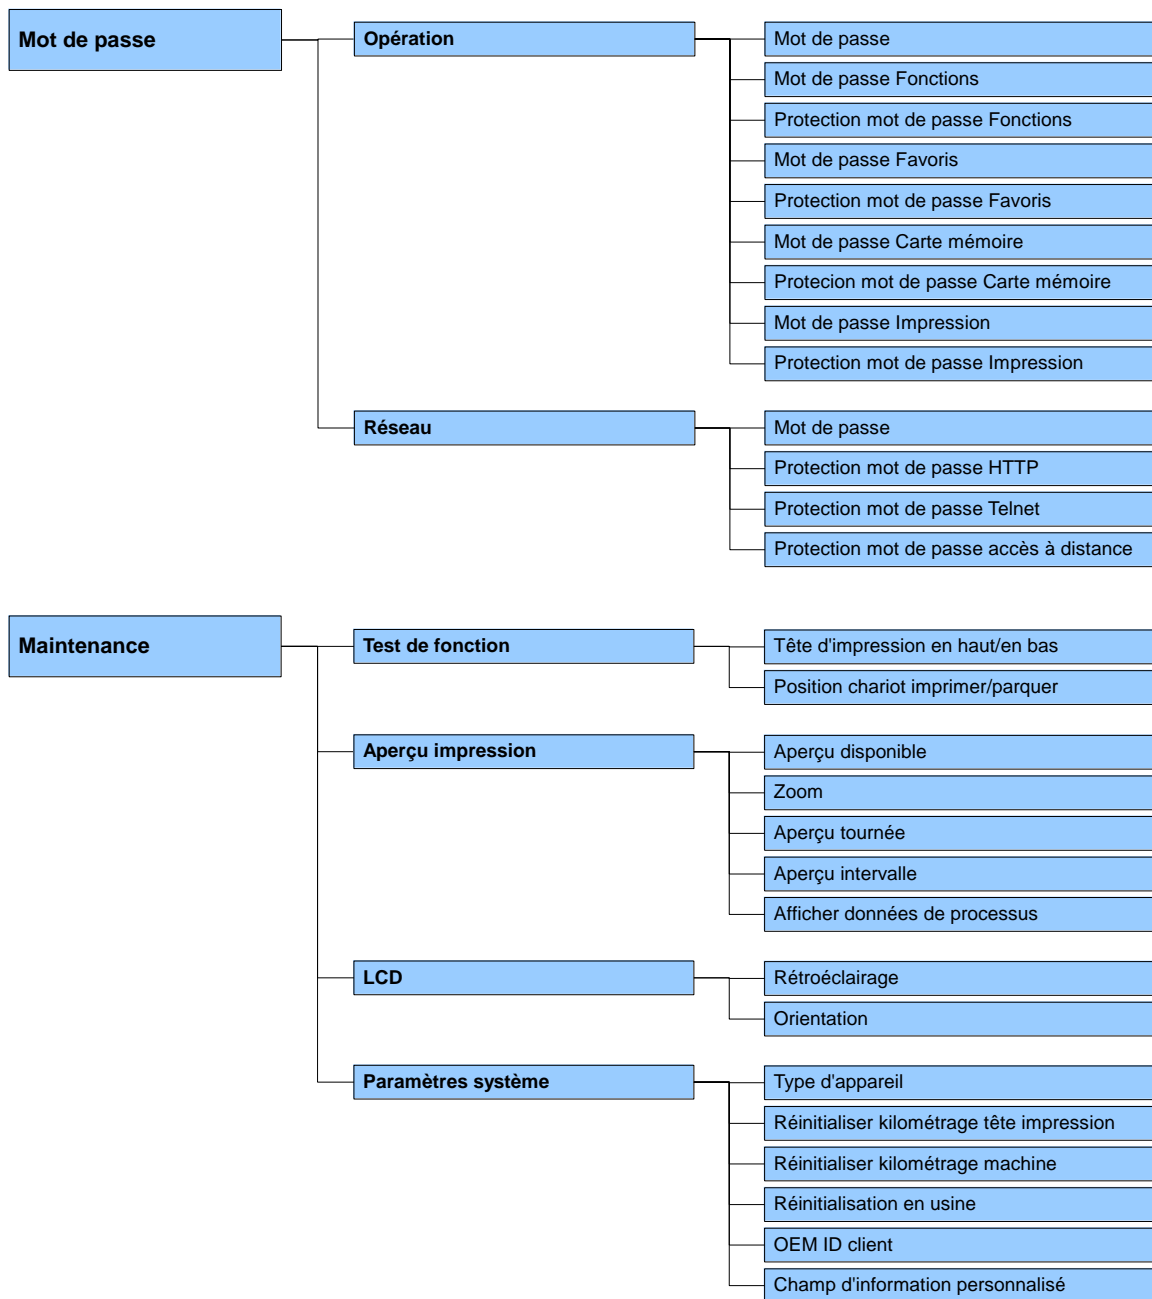 Mot de passe
Opération
Mot de passe
Mot de passe Fonctions
Protection mot de passe Fonctions
Mot de passe Favoris
Protection mot de passe Favoris
Mot de passe Carte mémoire
Protecion mot de passe Carte mémoire
Mot de passe Impression
Protection mot de passe Impression
Réseau
Mot de passe
Protection mot de passe HTTP
Protection mot de passe Telnet
Protection mot de passe accès à distance
Maintenance
Test de fonction
Tête d'impression en haut/en bas
Position chariot imprimer/parquer
Aperçu impression
Aperçu disponible
Zoom
Aperçu tournée
Aperçu intervalle
Afficher données de processus
LCD
Rétroéclairage
Orientation
Paramètres système
Type d'appareil
Réinitialiser kilométrage tête impression
Réinitialiser kilométrage machine
Réinitialisation en usine
OEM ID client
Champ d'information personnalisé